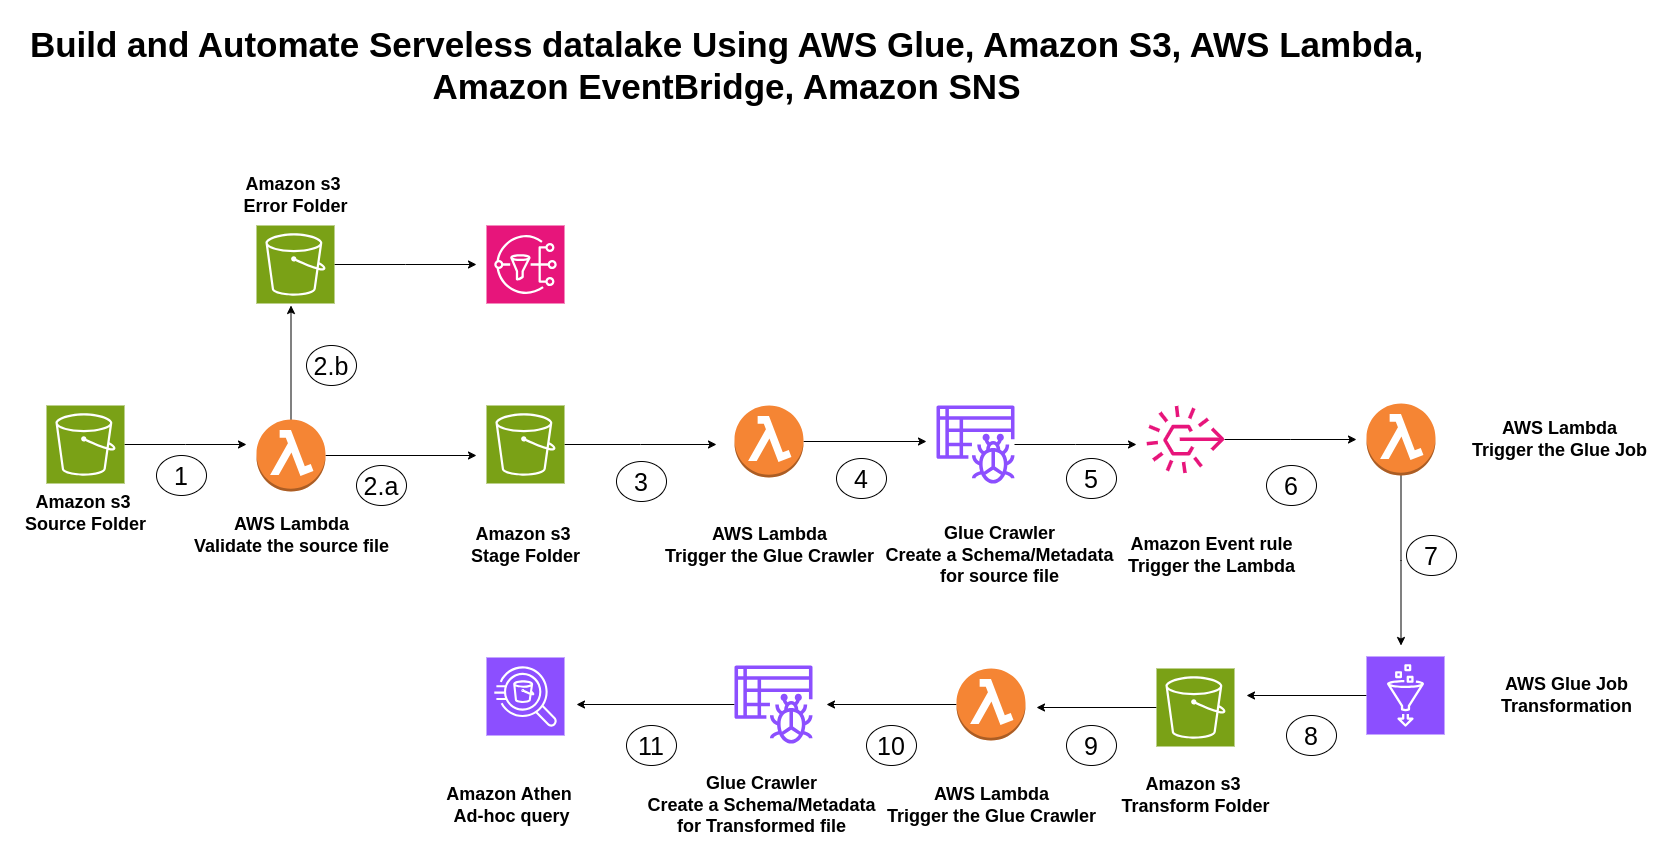 Build and Automate Serveless datalake Using AWS Glue, Amazon S3, AWS Lambda,
Amazon EventBridge, Amazon SNS
Amazon s3
Error Folder
2.b
1
2.a
3
4
5
6
Amazon s3
Source Folder
AWS Lambda
Validate the source file
Amazon s3
Stage Folder
AWS Lambda
Trigger the Glue Crawler
Glue Crawler
Create a Schema/Metadata
for source file
Amazon Event rule
Trigger the Lambda
AWS Lambda
Trigger the Glue Job
7
AWS Glue Job
Transformation
8
9
10
11
Amazon s3
Transform Folder
AWS Lambda
Trigger the Glue Crawler
Glue Crawler
Create a Schema/Metadata
for Transformed file
Amazon Athen
Ad-hoc query